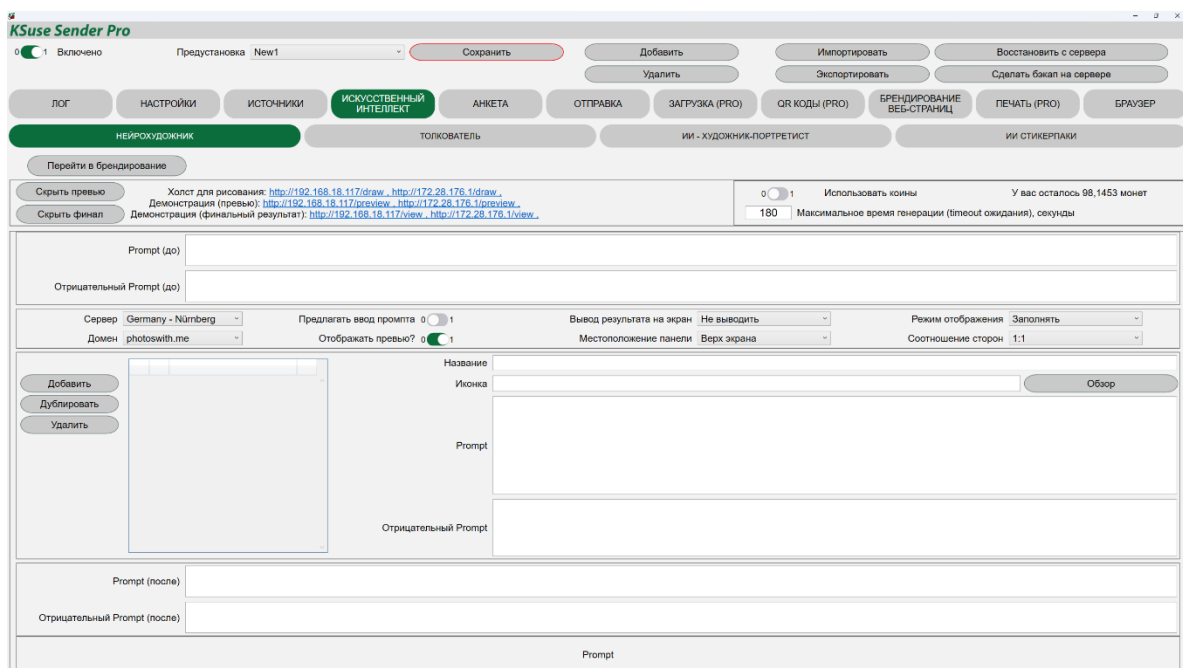 KSuse Sender Pro
0 1 Включено Предустановка New1 Сохранить Добавить Импортировать Восстановить с сервера
Удалить Экспортировать Сделать бэкап на сервере
ЛОГ НАСТРОЙКИ ИСТОЧНИКИ ИСКУССТВЕННЫЙ ИНТЕЛЛЕКТ АНКЕТА ОТПРАВКА ЗАГРУЗКА (PRO) QR КОДЫ (PRO) БРЕНДИРОВАНИЕ ВЕБ-СТРАНИЦ ПЕЧАТЬ (PRO) БРАУЗЕР
НЕЙРОХУДОЖНИК ТОЛКОВАТЕЛЬ ИИ - ХУДОЖНИК-ПОРТРЕТИСТ ИИ СТИКЕРПАКИ
Перейти в брендирование
Скрыть превью Холст для рисования: http://192.168.18.117/draw , http://172.28.176.1/draw , 0 1 Использовать коины У вас осталось 98,1453 монет
Демонстрация (превью): http://192.168.18.117/preview , http://172.28.176.1/preview ,
Скрыть финал Демонстрация (финальный результат): http://192.168.18.117/view , http://172.28.176.1/view , 180 Максимальное время генерации (timeout ожидания), секунды
Prompt (до)
Отрицательный Prompt (до)
Сервер Germany - Nürnberg Предлагать ввод промпта 0 1 Вывод результата на экран Не выводить Режим отображения Заполнять
Домен photoswith.me Отображать превью? 0 1 Местоположение панели Верх экрана Соотношение сторон 1:1
Название
Добавить Иконка Обзор
Дублировать
Удалить
Prompt
Отрицательный Prompt
Prompt (после)
Отрицательный Prompt (после)
Prompt